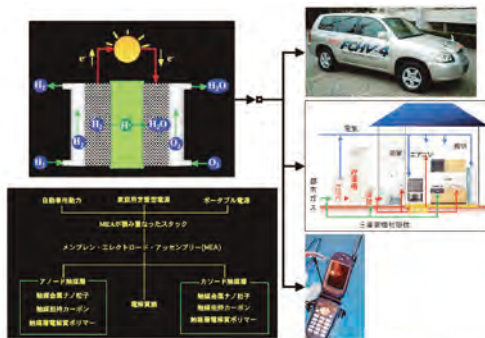 e⁻
e⁻
H₂
H₂O
H₂
H⁺
H₂O
H₂
O₂
H₂
O₂
FCHV-4
電気
照明
エアコン
都市ガス
自動車用動力
家庭用定置型電源
ポータブル電源
MEAが積み重なったスタック
メンブレン・エレクトロード・アッセンブリー(MEA)
アノード触媒層
触媒金属ナノ粒子
触媒担持カーボン
触媒層電解質ポリマー
電解質膜
カソード触媒層
触媒金属ナノ粒子
触媒担持カーボン
触媒層電解質ポリマー